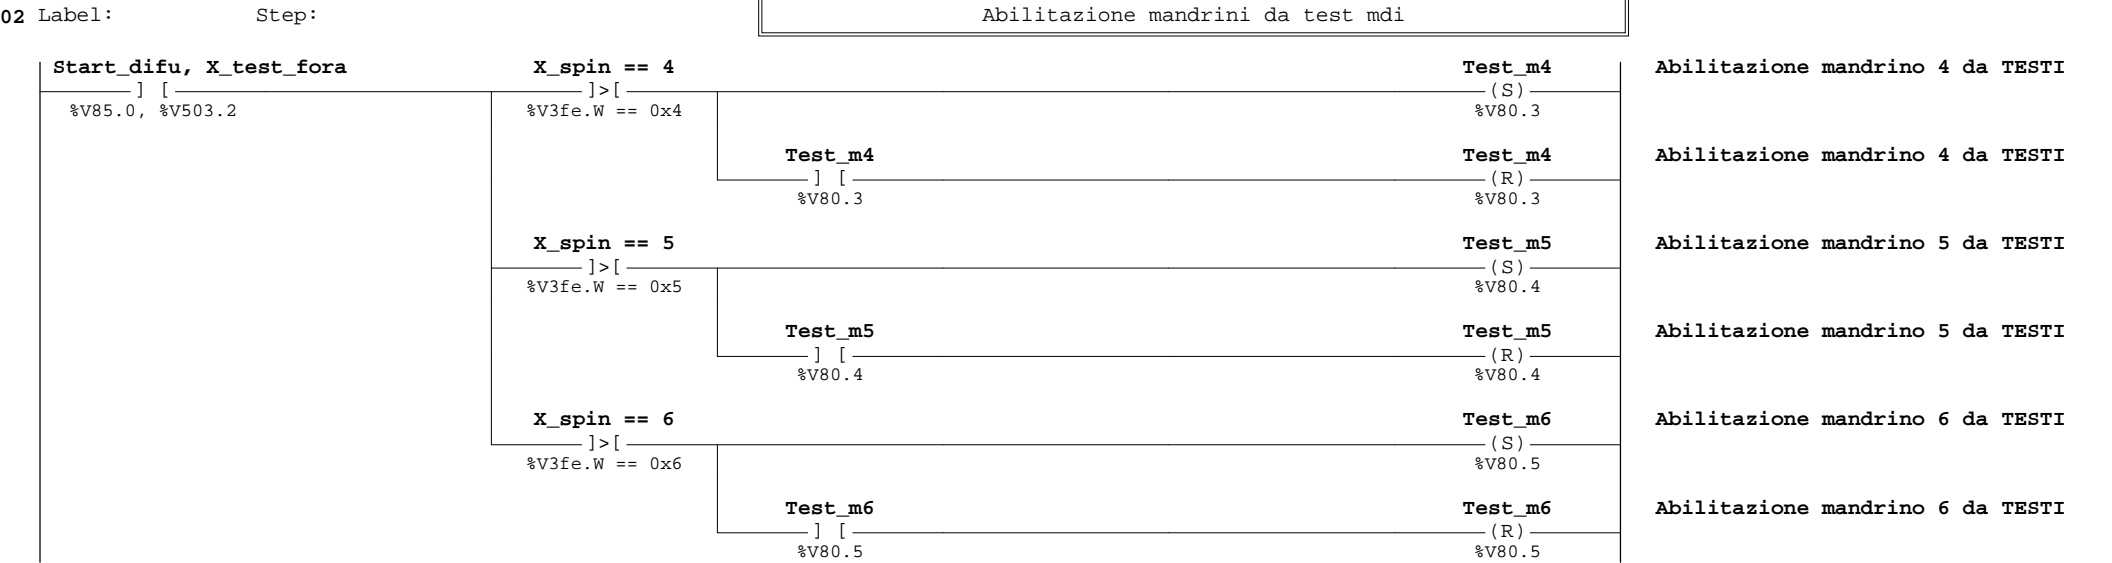 02 Label: Step: Abilitazione mandrini da test mdi
Start_difu, X_test_fora X_spin == 4 Test_m4 Abilitazione mandrino 4 da TESTI
] [ ]>[ (S)
%V85.0, %V503.2 %V3fe.W == 0x4 %V80.3
Test_m4 Test_m4 Abilitazione mandrino 4 da TESTI
] [ (R)
%V80.3 %V80.3
X_spin == 5 Test_m5 Abilitazione mandrino 5 da TESTI
]>[ (S)
%V3fe.W == 0x5 %V80.4
Test_m5 Test_m5 Abilitazione mandrino 5 da TESTI
] [ (R)
%V80.4 %V80.4
X_spin == 6 Test_m6 Abilitazione mandrino 6 da TESTI
]>[ (S)
%V3fe.W == 0x6 %V80.5
Test_m6 Test_m6 Abilitazione mandrino 6 da TESTI
] [ (R)
%V80.5 %V80.5